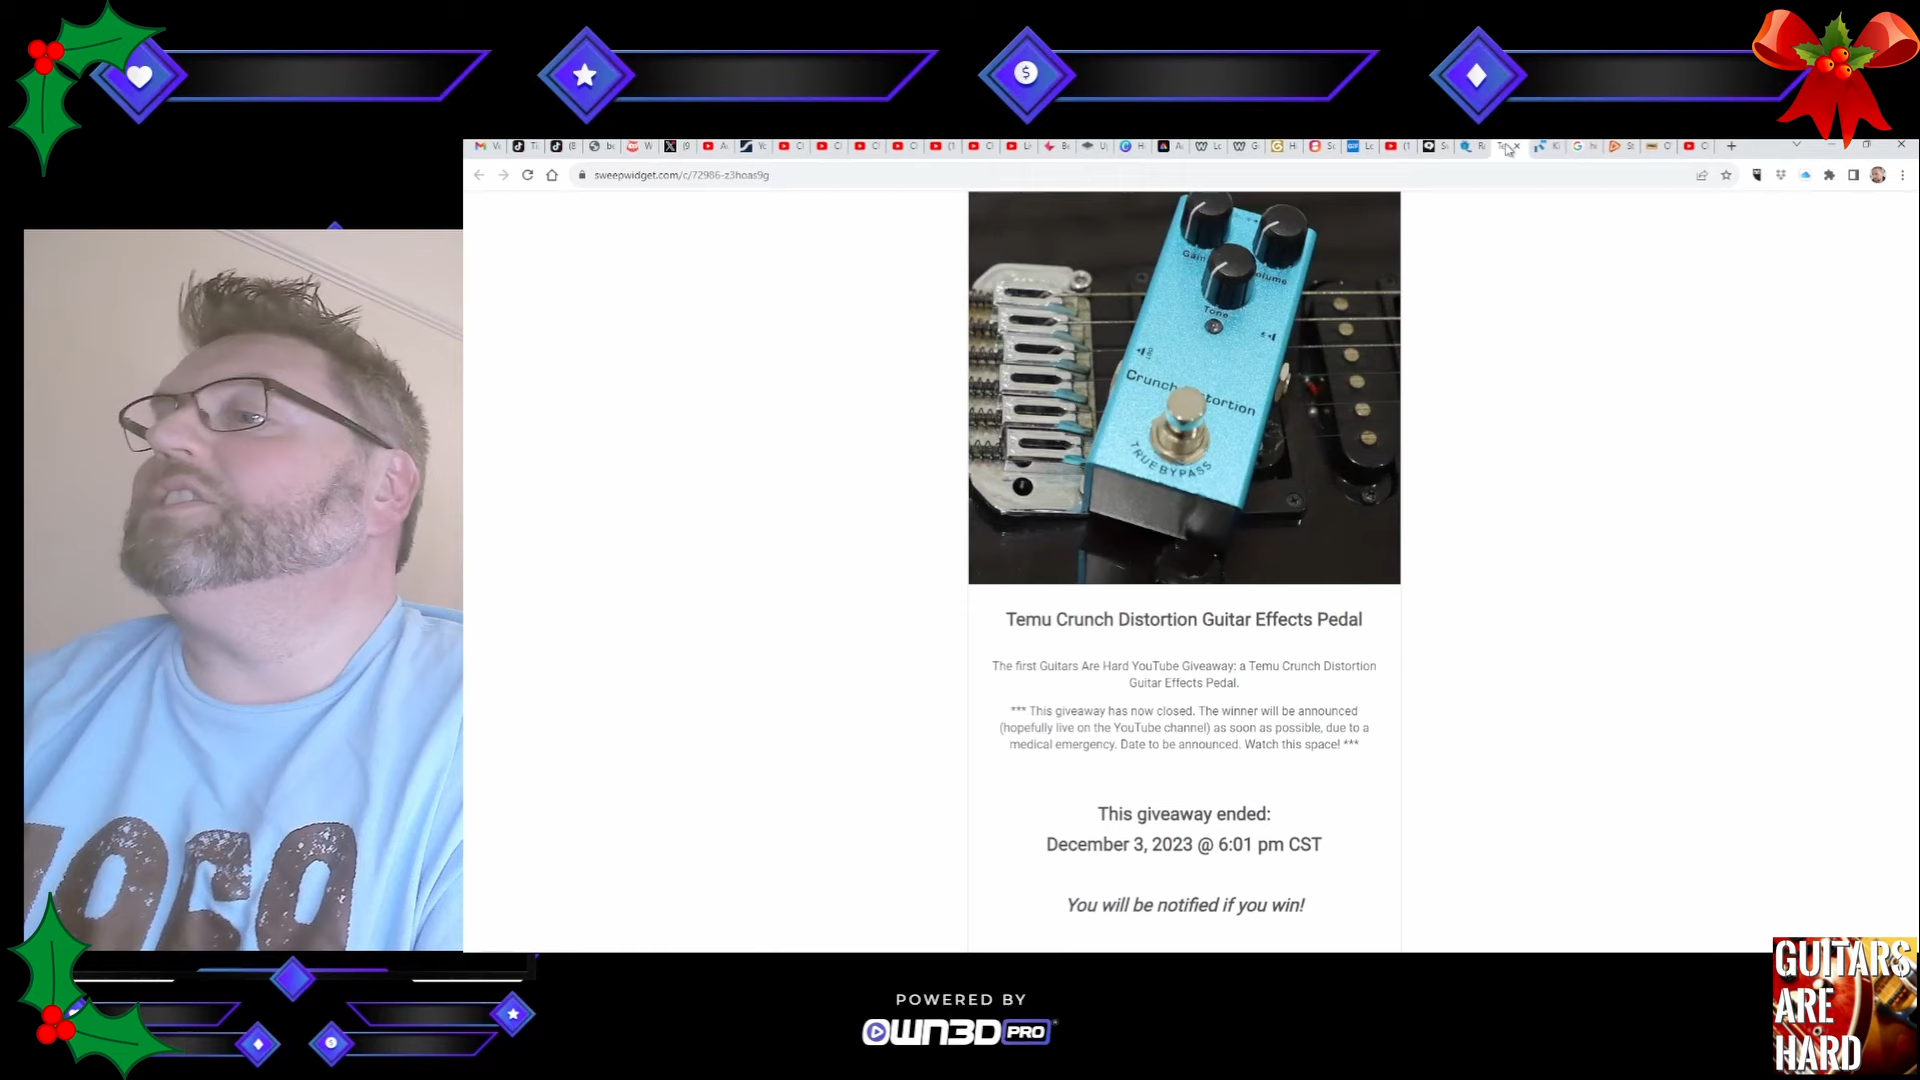 sweepwidget.com/c/72986-z3hoas9g
Gain
Volume
Tone
Crunch
TRUE BYPASS
Temu Crunch Distortion Guitar Effects Pedal
The first Guitars Are Hard YouTube Giveaway: a Temu Crunch Distortion
Guitar Effects Pedal.
*** This giveaway has now closed. The winner will be announced
(hopefully live on the YouTube channel) as soon as possible, due to a
medical emergency. Date to be announced. Watch this space! ***
This giveaway ended:
December 3, 2023 @ 6:01 pm CST
You will be notified if you win!
POWERED BY
OWN3D PRO
GUITARS
ARE
HARD